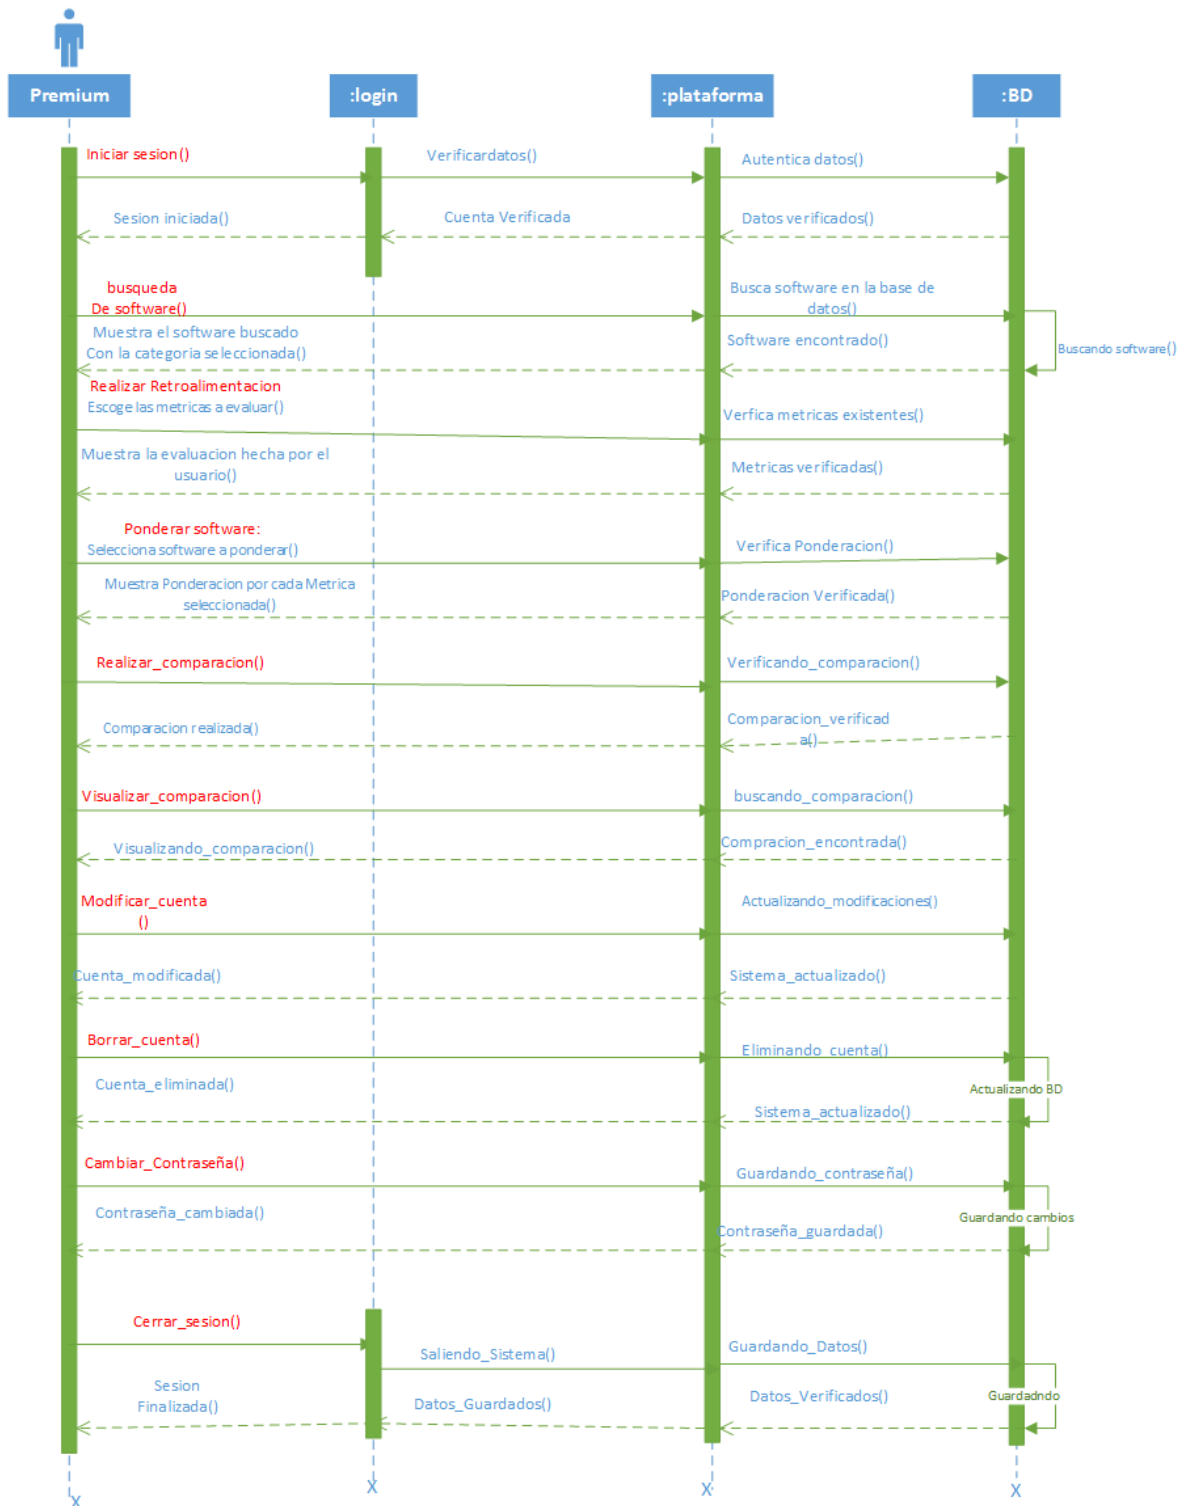 Premium
:login
:plataforma
:BD
Iniciar sesion()
Verificardatos()
Autentica datos()
Sesion iniciada()
Cuenta Verificada
Datos verificados()
busqueda
De software()
Busca software en la base de
datos()
Muestra el software buscado
Con la categoria seleccionada()
Software encontrado()
Buscando software()
Realizar Retroalimentacion
Escoge las metricas a evaluar()
Verfica metricas existentes()
Muestra la evaluacion hecha por el
usuario()
Metricas verificadas()
Ponderar software:
Selecciona software a ponderar()
Verifica Ponderacion()
Muestra Ponderacion por cada Metrica
seleccionada()
Ponderacion Verificada()
Realizar_comparacion()
Verificando_comparacion()
Comparacion realizada()
Comparacion_verificad
a()
Visualizar_comparacion()
buscando_comparacion()
Visualizando_comparacion()
Compracion_encontrada()
Modificar_cuenta
()
Actualizando_modificaciones()
Cuenta_modificada()
Sistema_actualizado()
Borrar_cuenta()
Eliminando_cuenta()
Cuenta_eliminada()
Actualizando BD
Sistema_actualizado()
Cambiar_Contraseña()
Guardando_contraseña()
Contraseña_cambiada()
Guardando cambios
Contraseña_guardada()
Cerrar_sesion()
Saliendo_Sistema()
Guardando_Datos()
Sesion
Finalizada()
Datos_Guardados()
Datos_Verificados()
Guardadndo
X
X
X
X